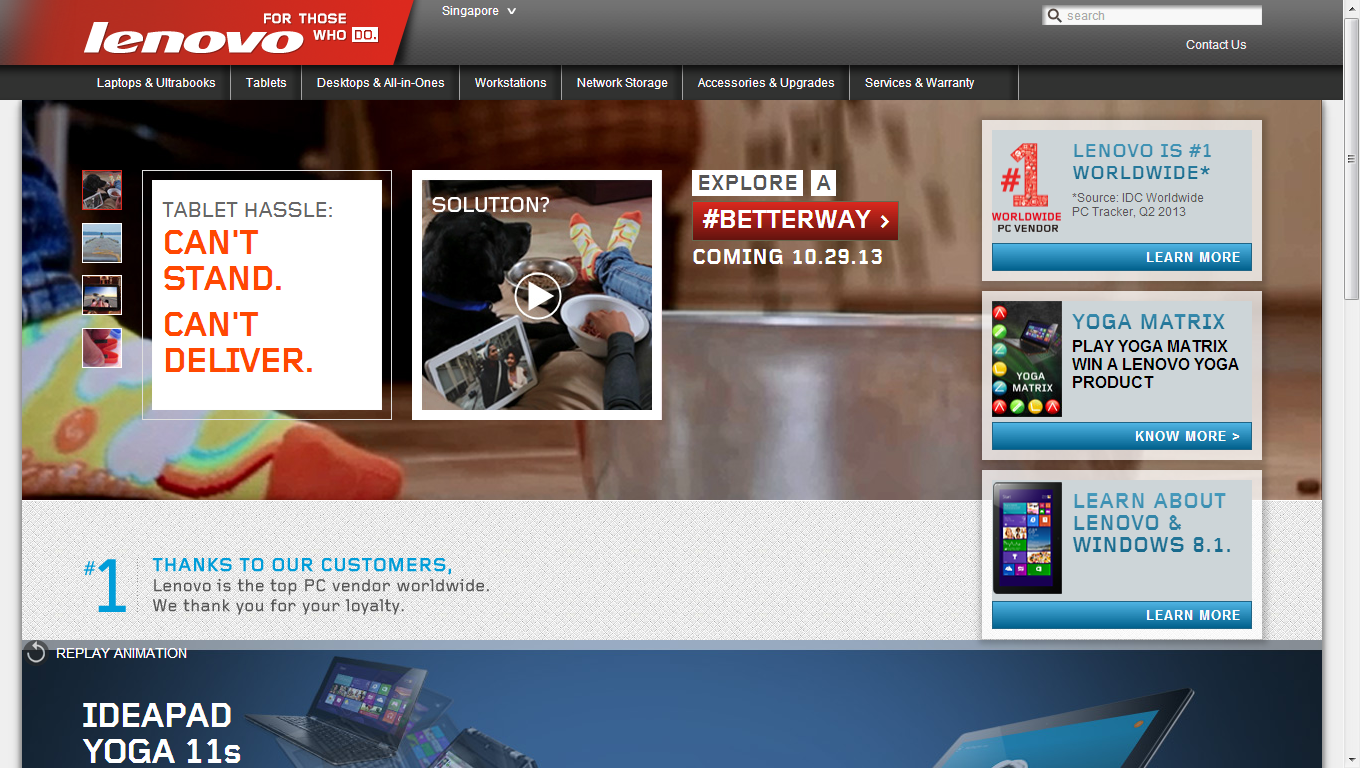 lenovo
FOR THOSE
WHO DO.
Singapore
search
Contact Us
Laptops & Ultrabooks
Tablets
Desktops & All-in-Ones
Workstations
Network Storage
Accessories & Upgrades
Services & Warranty
TABLET HASSLE:
CAN'T
STAND.
CAN'T
DELIVER.
SOLUTION?
EXPLORE A
#BETTERWAY >
COMING 10.29.13
#1
WORLDWIDE
PC VENDOR
LENOVO IS #1
WORLDWIDE*
*Source: IDC Worldwide
PC Tracker, Q2 2013
LEARN MORE
YOGA
MATRIX
YOGA MATRIX
PLAY YOGA MATRIX
WIN A LENOVO YOGA
PRODUCT
KNOW MORE >
LEARN ABOUT
LENOVO &
WINDOWS 8.1.
LEARN MORE
#1
THANKS TO OUR CUSTOMERS,
Lenovo is the top PC vendor worldwide.
We thank you for your loyalty.
REPLAY ANIMATION
IDEAPAD
YOGA 11s